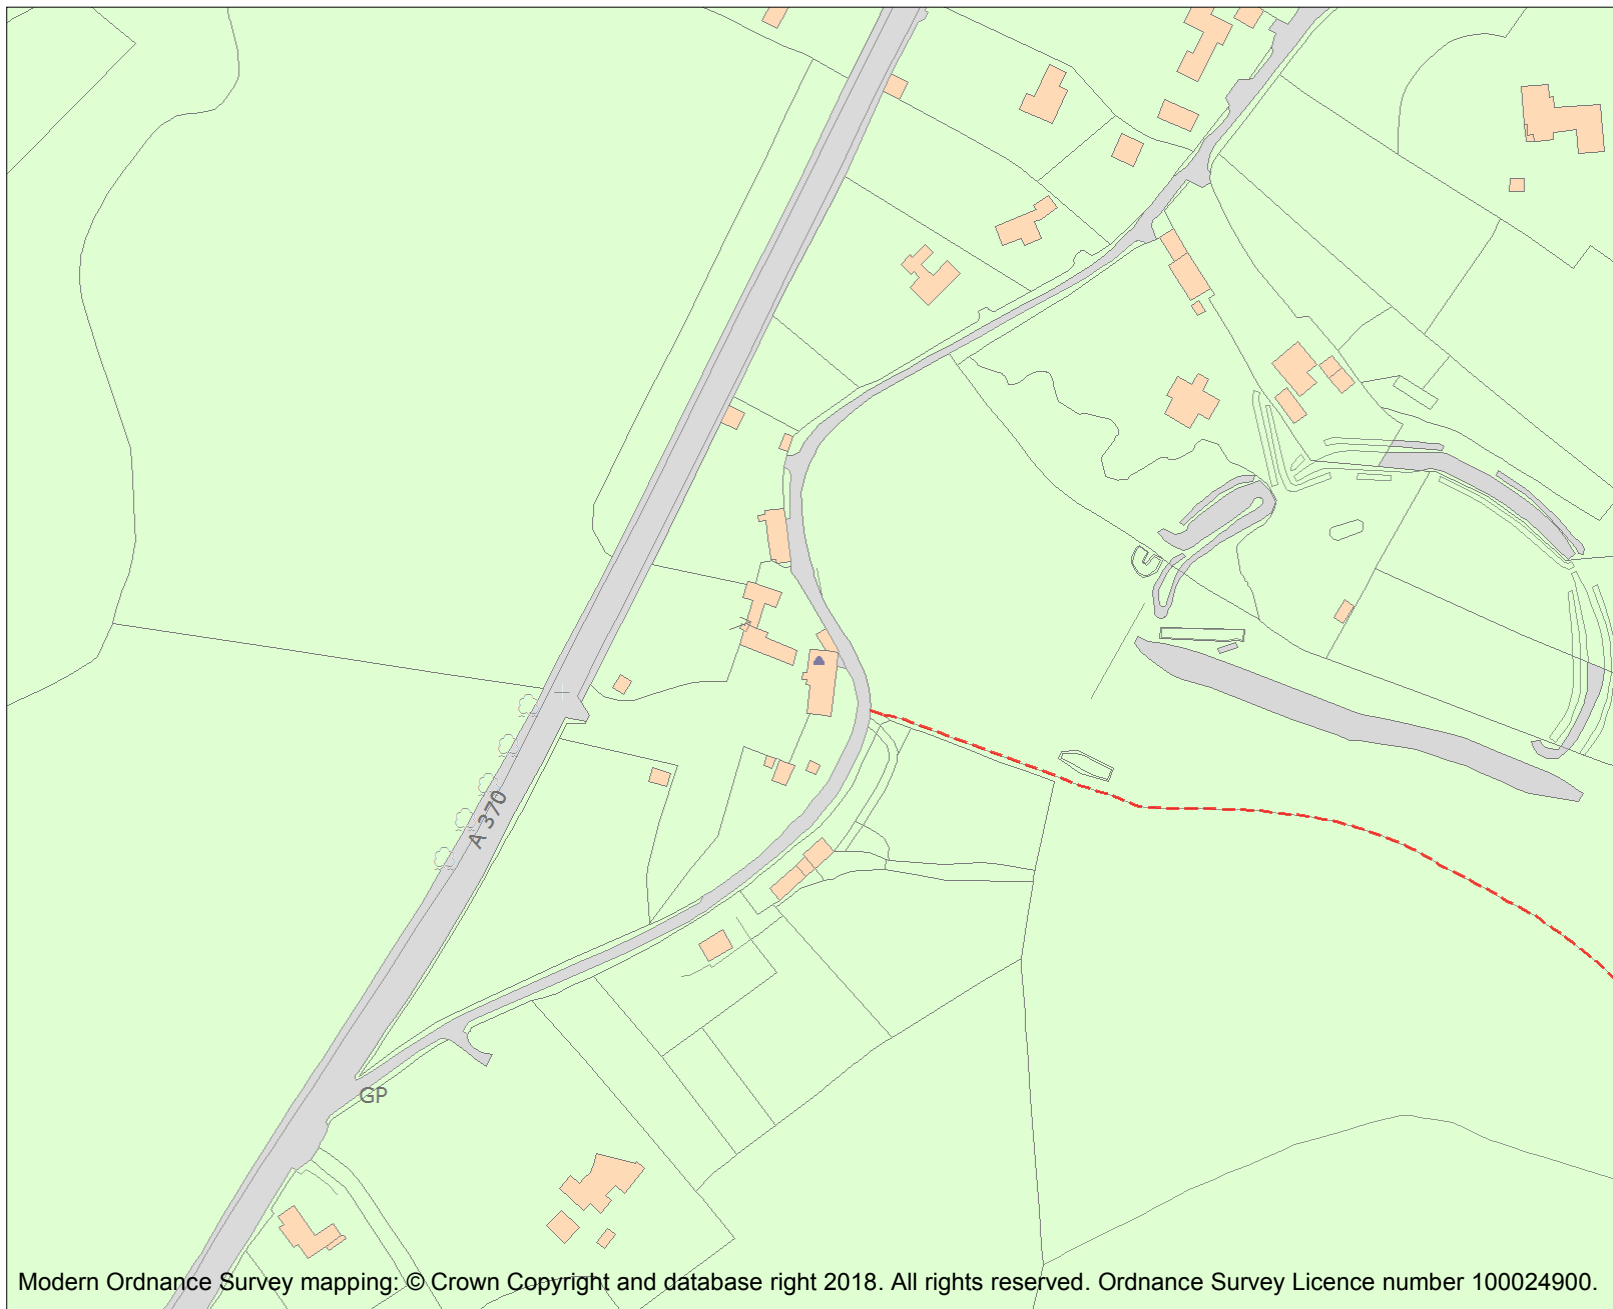 A 370
GP
Modern Ordnance Survey mapping: © Crown Copyright and database right 2018. All rights reserved. Ordnance Survey Licence number 100024900.